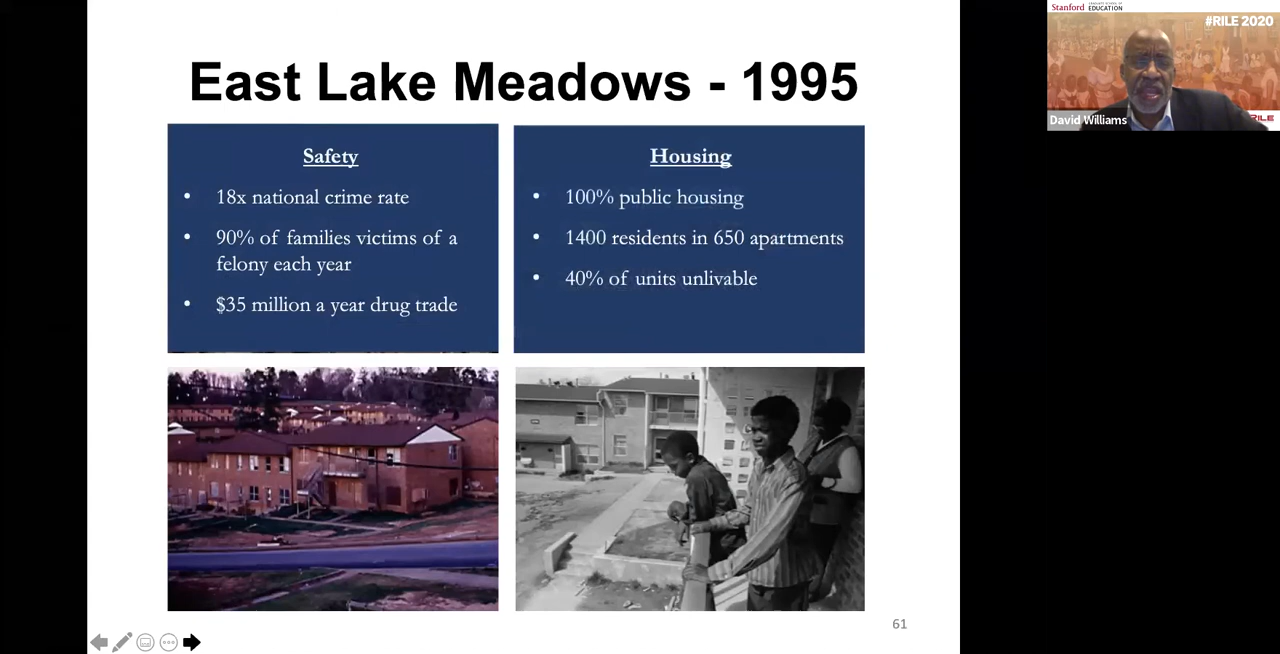 East Lake Meadows - 1995
Safety
• 18x national crime rate
• 90% of families victims of a
felony each year
• $35 million a year drug trade
Housing
• 100% public housing
• 1400 residents in 650 apartments
• 40% of units unlivable
61
Stanford
EDUCATION
#RILE 2020
David Williams
RILE